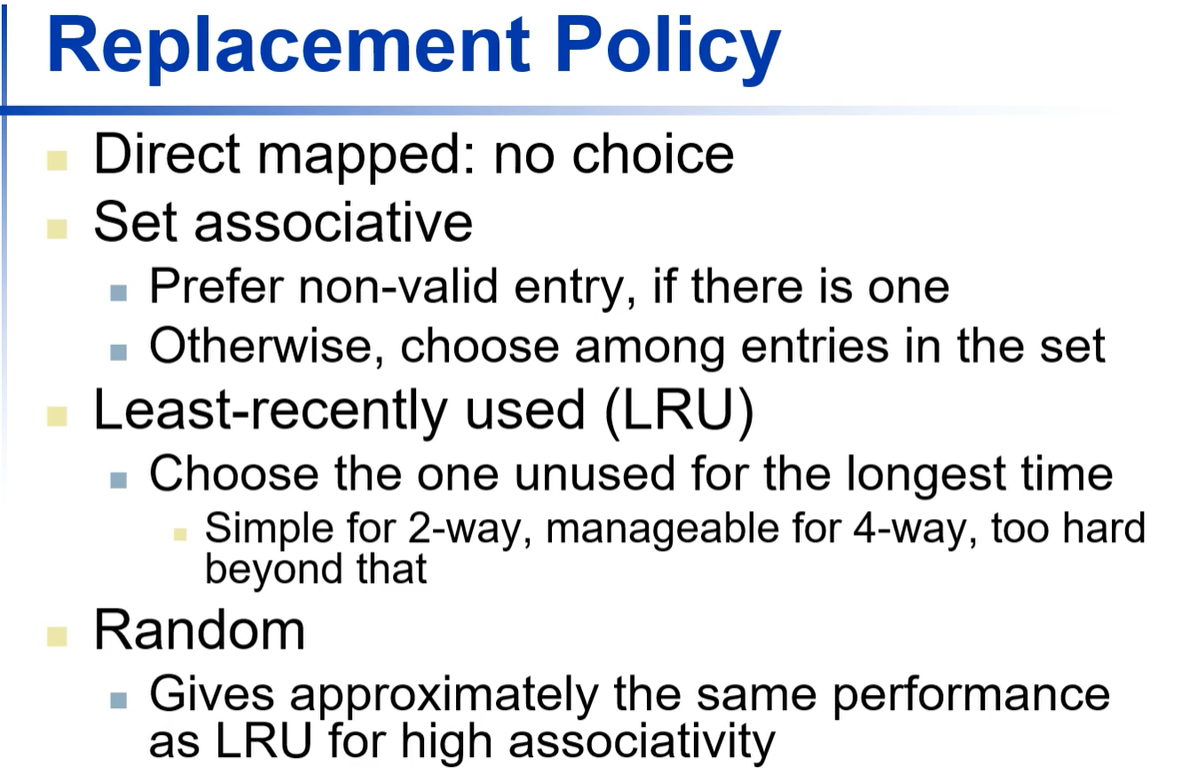 Replacement Policy
Direct mapped: no choice
Set associative
Prefer non-valid entry, if there is one
Otherwise, choose among entries in the set
Least-recently used (LRU)
Choose the one unused for the longest time
Simple for 2-way, manageable for 4-way, too hard
beyond that
Random
Gives approximately the same performance
as LRU for high associativity